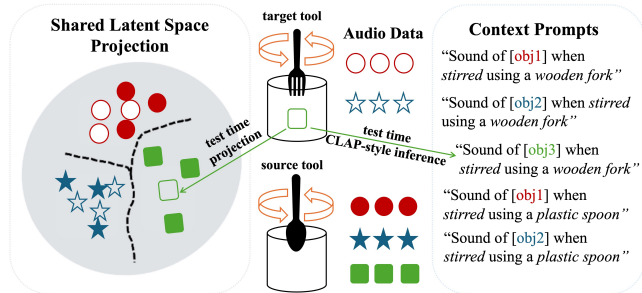 Shared Latent Space
Projection
target tool
Audio Data
test time
projection
test time
CLAP-style inference
source tool
Context Prompts
“Sound of [obj1] when
stirred using a wooden fork”
“Sound of [obj2] when stirred
using a wooden fork”
“Sound of [obj3] when
stirred using a wooden fork”
“Sound of [obj1] when
stirred using a plastic spoon”
“Sound of [obj2] when
stirred using a plastic spoon”